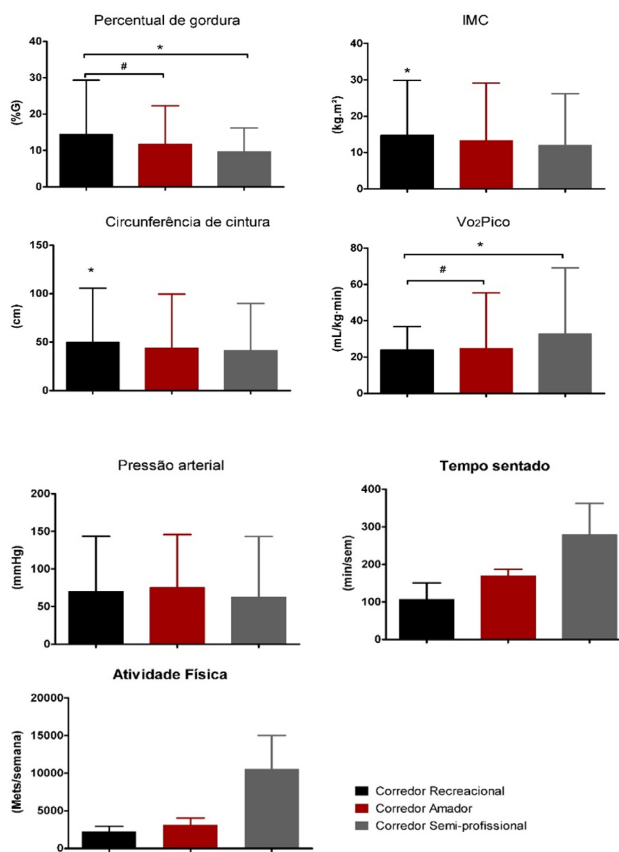 Percentual de gordura
(%G)
40
30
20
10
0
*
#
IMC
(kg.m²)
40
30
20
10
0
*
Circunferência de cintura
(cm)
150
100
50
0
*
Vo₂Pico
(mL/kg·min)
80
60
40
20
0
*
#
Pressão arterial
(mmHg)
200
150
100
50
0
Tempo sentado
(min/sem)
400
300
200
100
0
Atividade Física
(Mets/semana)
20000
15000
10000
5000
0
Corredor Recreacional
Corredor Amador
Corredor Semi-profissional